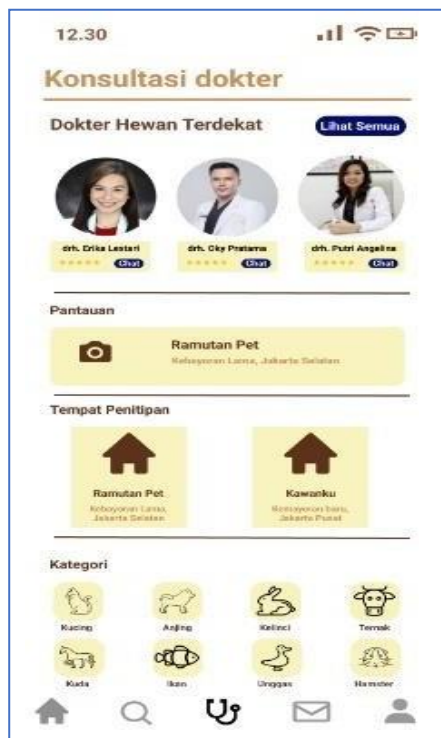 12.30
Konsultasi dokter
Dokter Hewan Terdekat
Lihat Semua
drh. Erika Lestari
drh. Oky Pratama
drh. Putri Angelina
Chat
Chat
Chat
Pantauan
Ramutan Pet
Kebayoran Lama, Jakarta Selatan
Tempat Penitipan
Ramutan Pet
Kebayoran Lama,
Jakarta Selatan
Kawanku
Kemayoran baru,
Jakarta Pusat
Kategori
Kucing
Anjing
Kelinci
Ternak
Kuda
Ikan
Unggas
Hamster